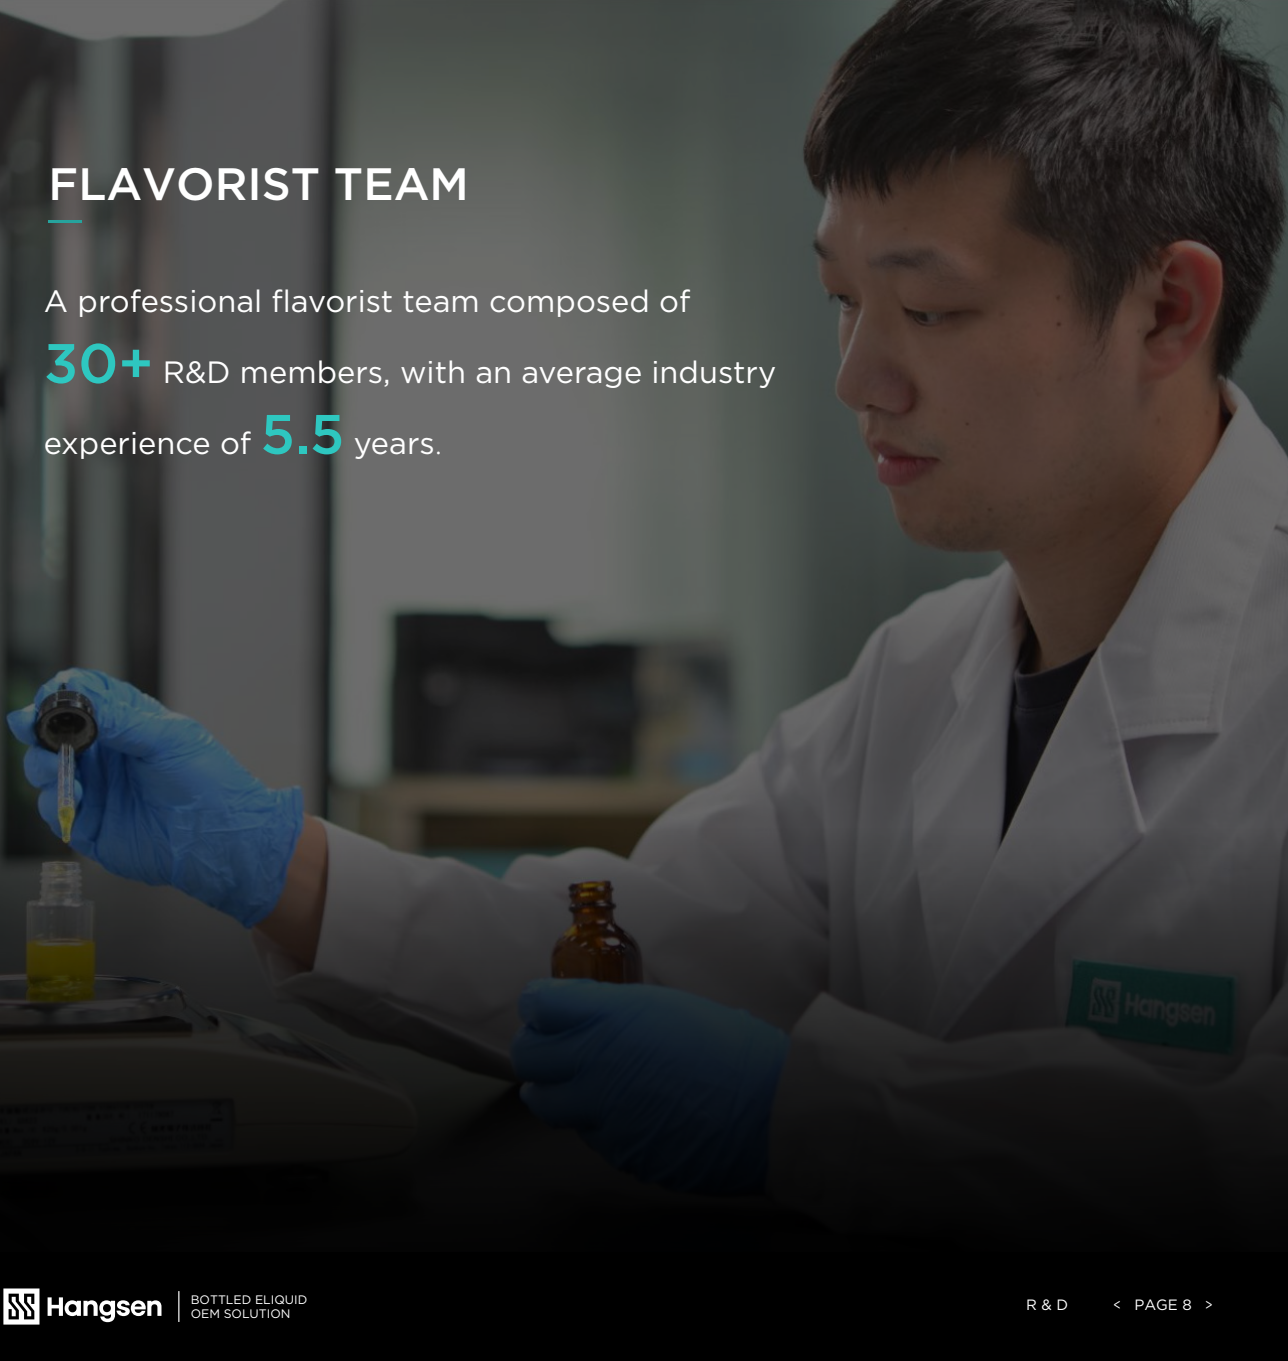 FLAVORIST TEAM
A professional flavorist team composed of
30+ R&D members, with an average industry
experience of 5.5 years.
Hangsen
Hangsen
BOTTLED ELIQUID
OEM SOLUTION
R & D
< PAGE 8 >